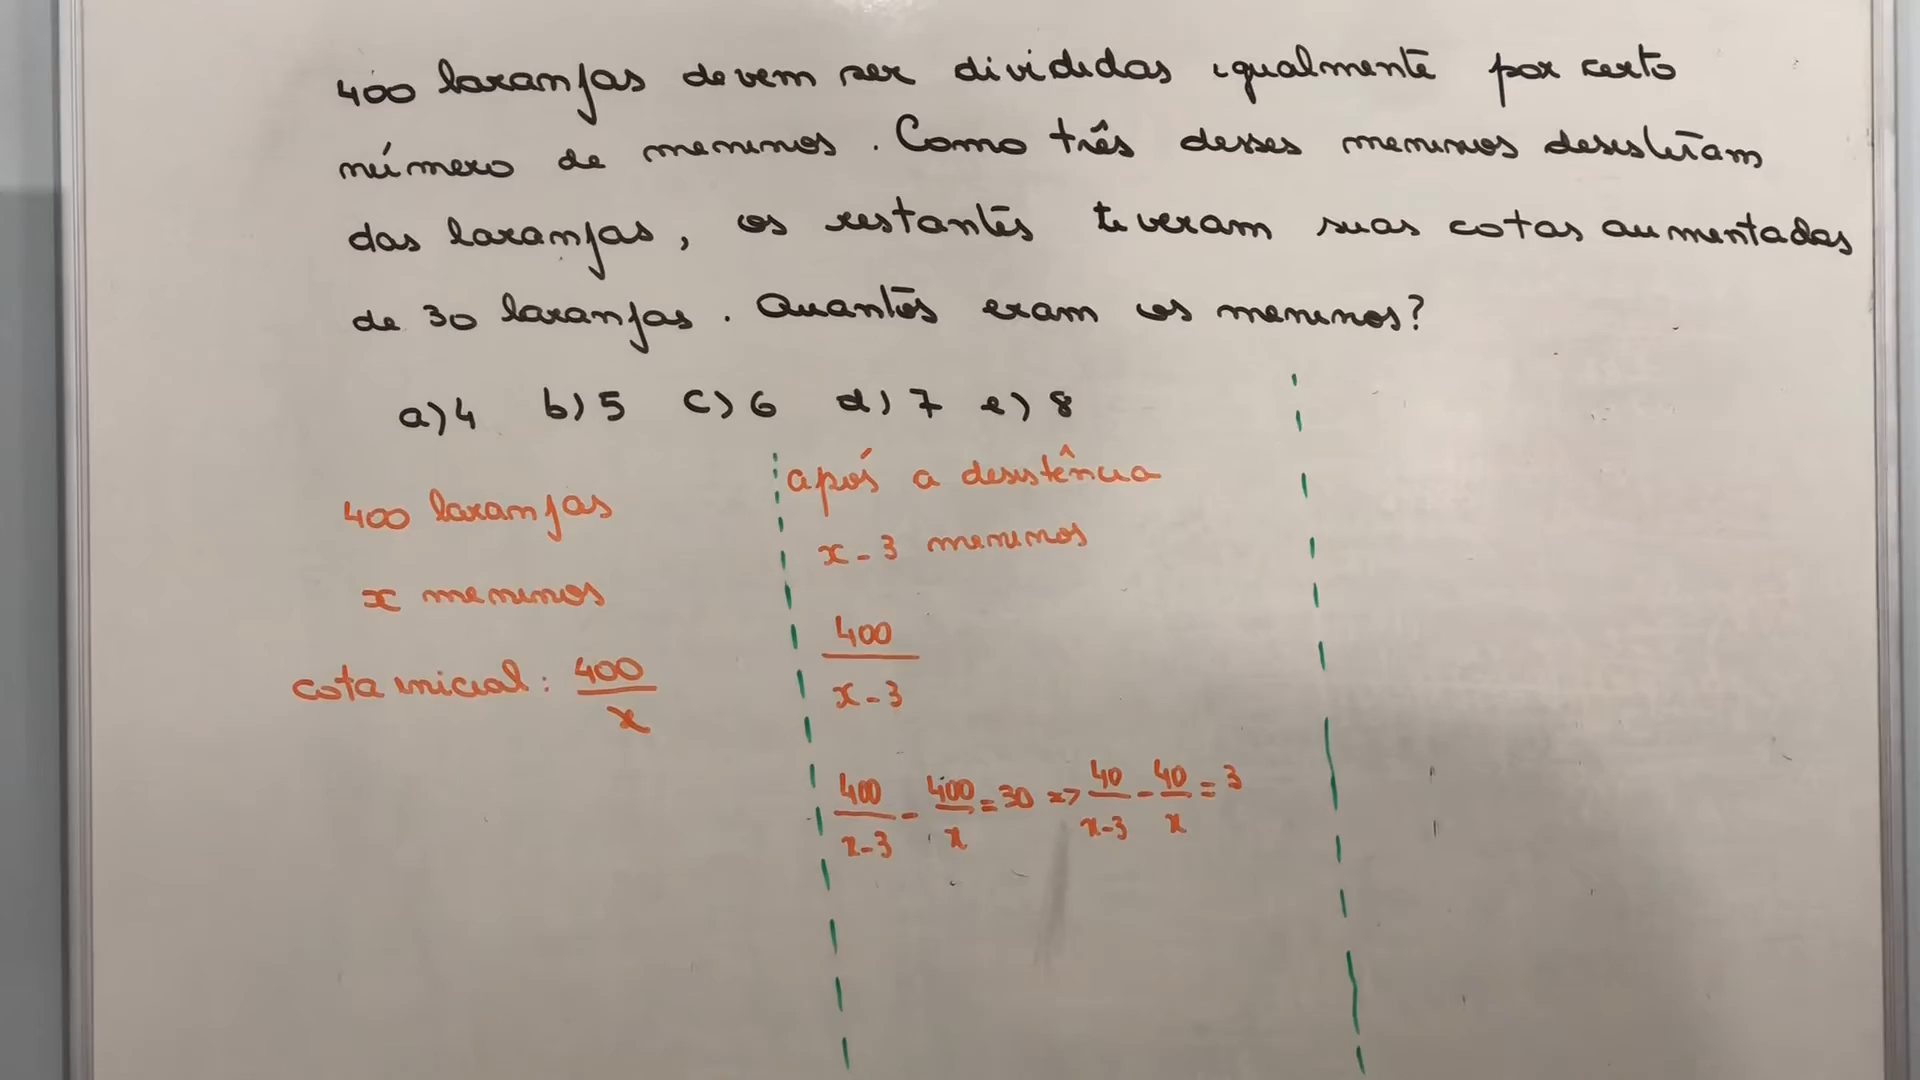 400 laranjas devem ser divididas igualmente por certo
número de meninos. Como três desses meninos desistiram
das laranjas, os restantes tiveram suas cotas aumentadas
de 30 laranjas. Quantos eram os meninos?
a) 4 b) 5 c) 6 d) 7 e) 8
400 laranjas
x meninos
cota inicial: 400/x
após a desistência
x-3 meninos
400/(x-3)
400/(x-3) - 400/x = 30 => 40/(x-3) - 40/x = 3